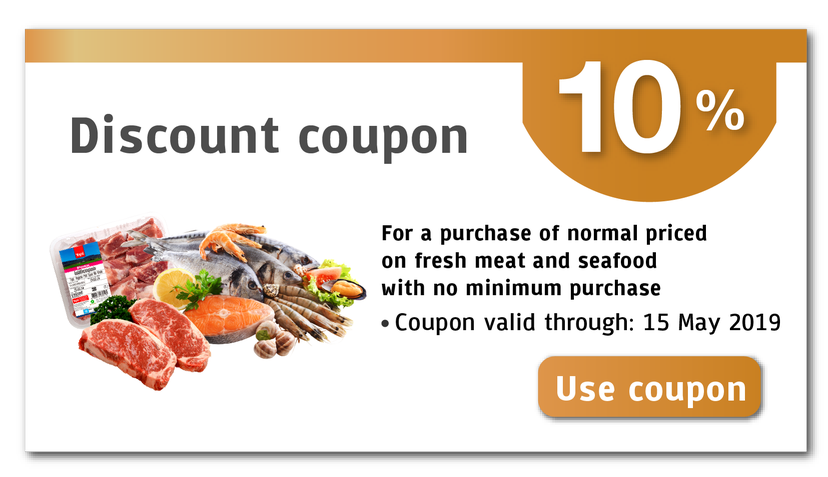 10 %
Discount coupon
For a purchase of normal priced
on fresh meat and seafood
with no minimum purchase
• Coupon valid through: 15 May 2019
Use coupon